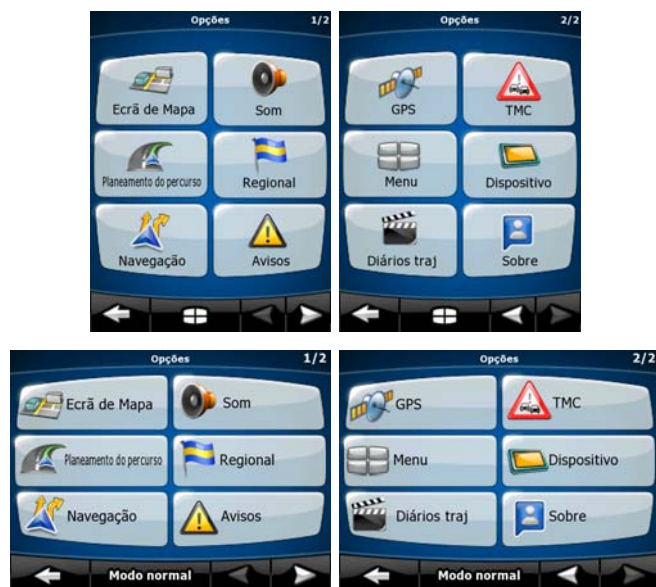 Opções 1/2
Ecrã de Mapa Som
Planeamento do percurso Regional
Navegação Avisos
Opções 2/2
GPS TMC
Menu Dispositivo
Diários traj Sobre
Opções 1/2
Ecrã de Mapa Som
Planeamento do percurso Regional
Navegação Avisos
Modo normal
Opções 2/2
GPS TMC
Menu Dispositivo
Diários traj Sobre
Modo normal